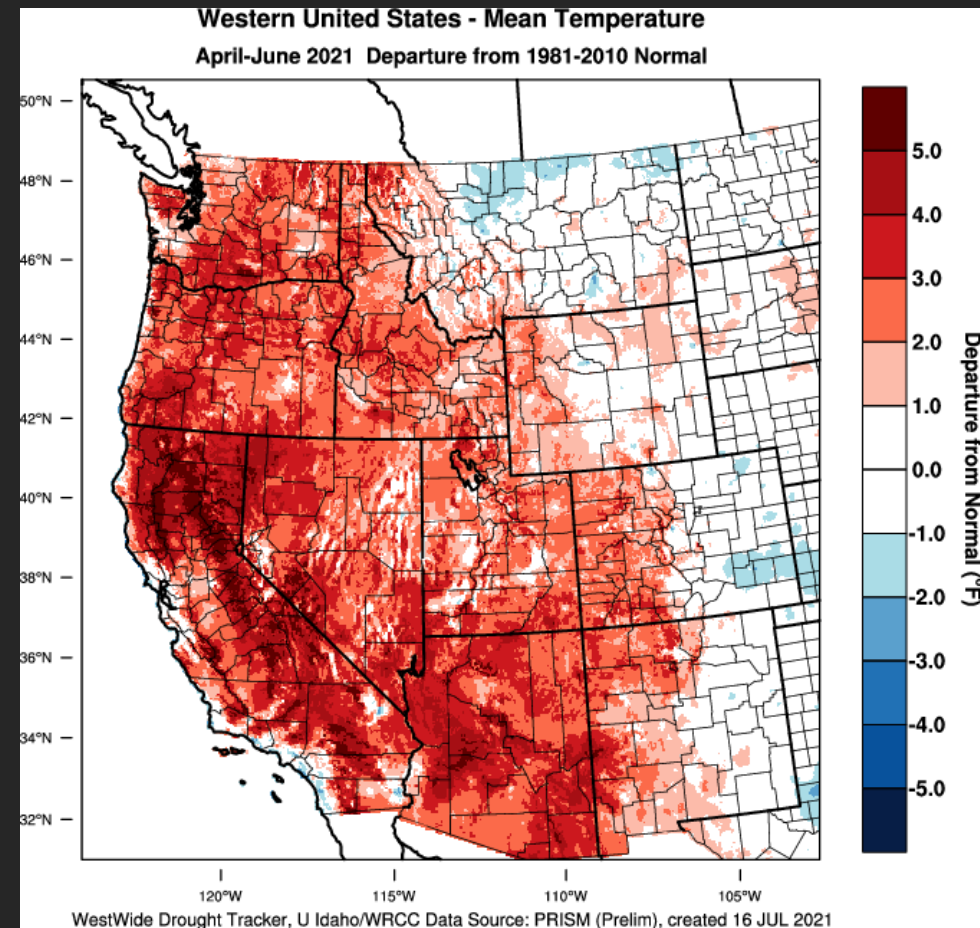 Western United States - Mean Temperature
April-June 2021 Departure from 1981-2010 Normal
50°N
48°N
46°N
44°N
42°N
40°N
38°N
36°N
34°N
32°N
120°W
115°W
110°W
105°W
5.0
4.0
3.0
2.0
1.0
0.0
-1.0
-2.0
-3.0
-4.0
-5.0
Departure from Normal (°F)
WestWide Drought Tracker, U Idaho/WRCC Data Source: PRISM (Prelim), created 16 JUL 2021